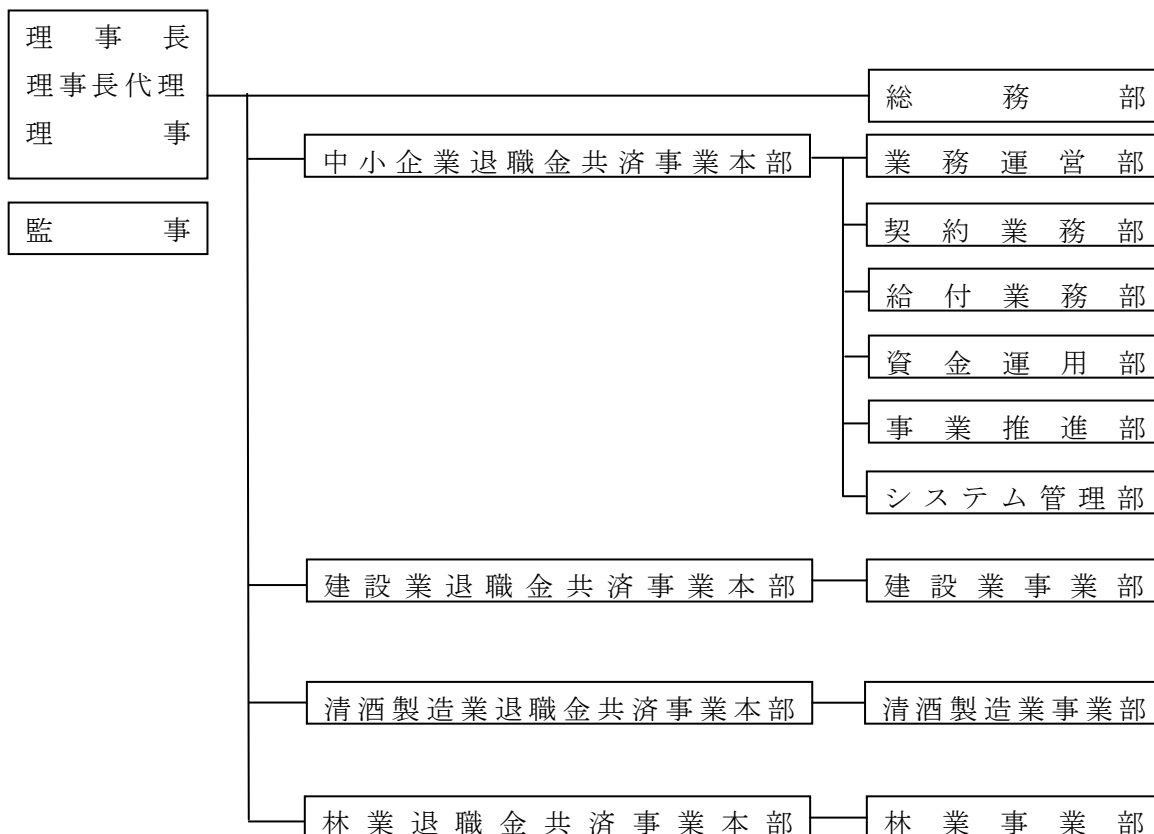 理事長
理事長代理
理事
総務部
中小企業退職金共済事業本部
業務運営部
監事
契約業務部
給付業務部
資金運用部
事業推進部
システム管理部
建設業退職金共済事業本部
建設業事業部
清酒製造業退職金共済事業本部
清酒製造業事業部
林業退職金共済事業本部
林業事業部